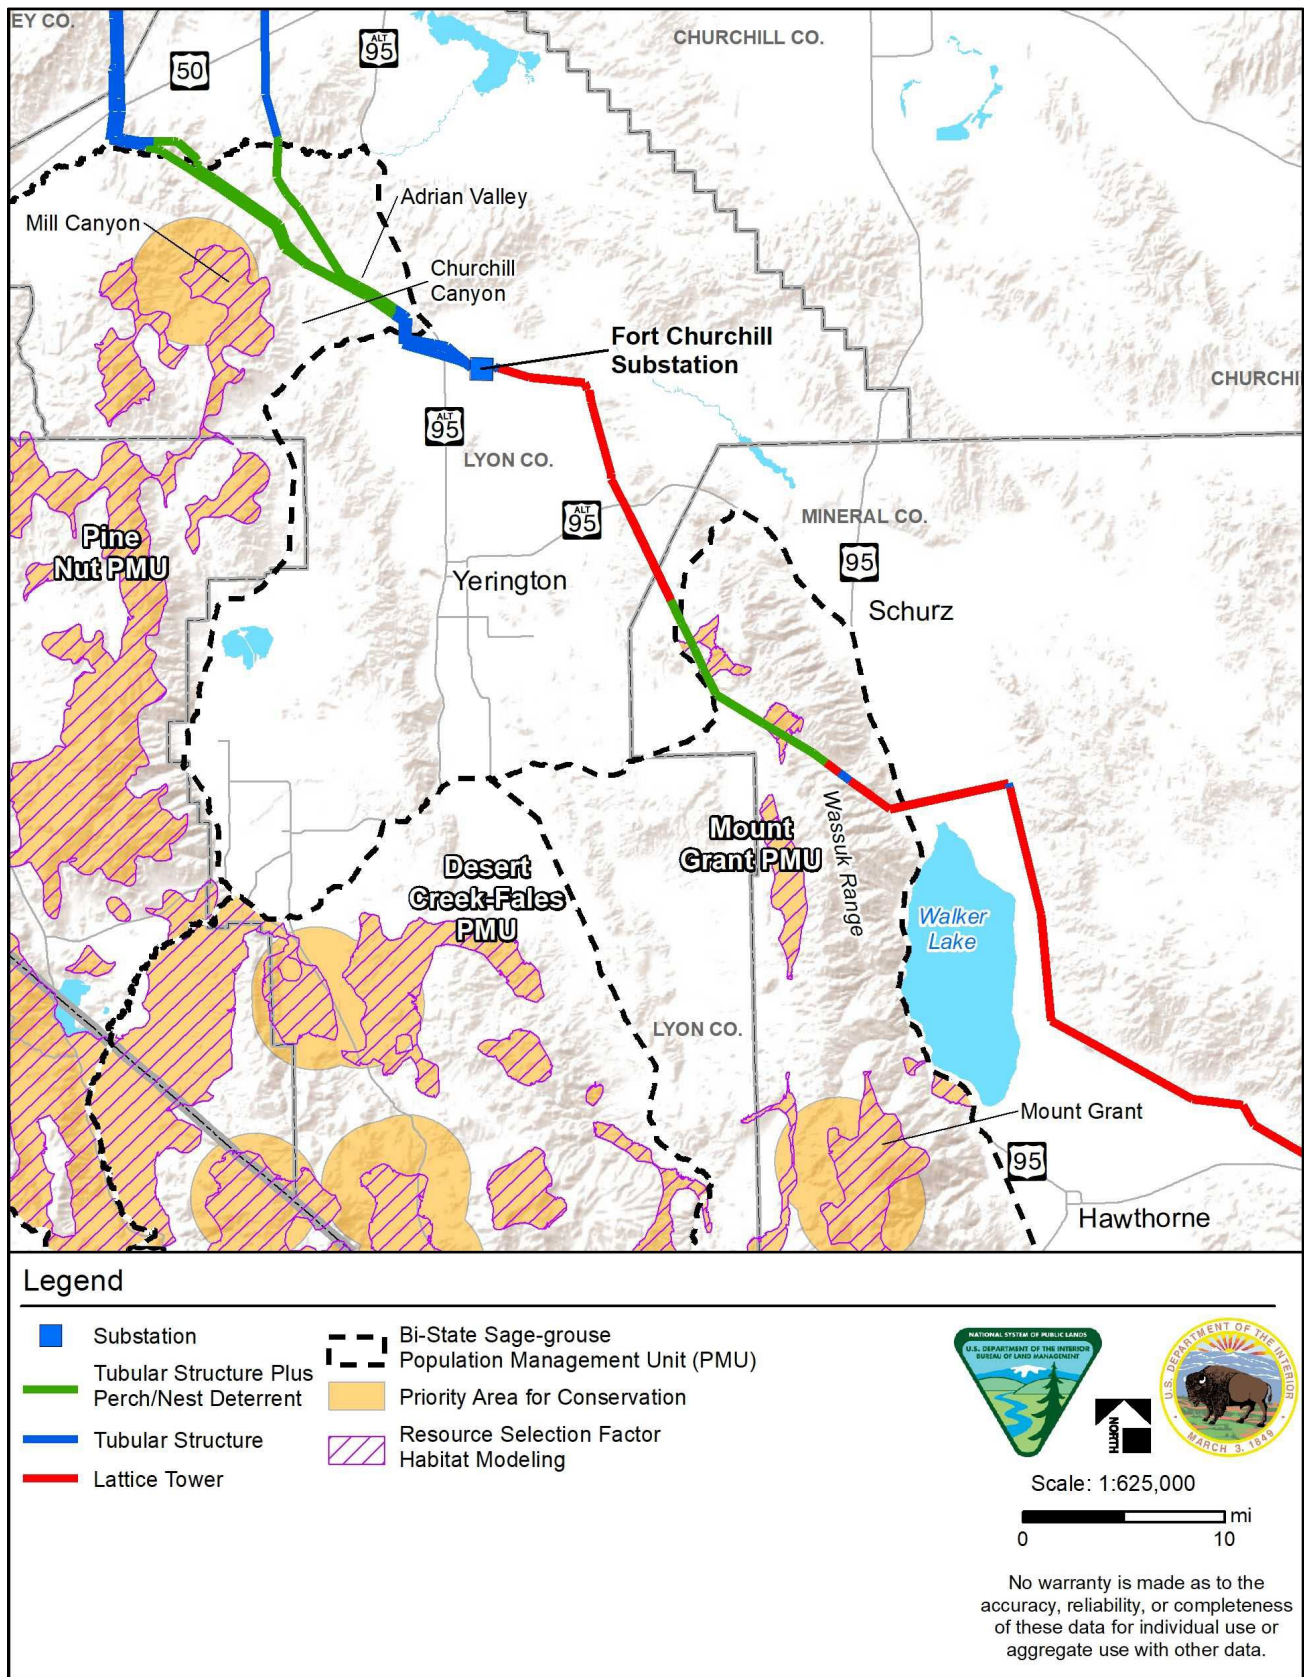 EY CO.
50
ALT
95
CHURCHILL CO.
Adrian Valley
Mill Canyon
Churchill
Canyon
Fort Churchill
Substation
CHURCHI
ALT
95
LYON CO.
ALT
95
MINERAL CO.
Pine
Nut PMU
95
Yerington
Schurz
Mount
Grant PMU
Wassuk Range
Desert
Creek-Fales
PMU
Walker
Lake
LYON CO.
Mount Grant
95
Hawthorne
Legend
Substation
Tubular Structure Plus
Perch/Nest Deterrent
Tubular Structure
Lattice Tower
Bi-State Sage-grouse
Population Management Unit (PMU)
Priority Area for Conservation
Resource Selection Factor
Habitat Modeling
NATIONAL SYSTEM OF PUBLIC LANDS
U.S. DEPARTMENT OF THE INTERIOR
BUREAU OF LAND MANAGEMENT
NORTH
U.S. DEPARTMENT OF THE INTERIOR
MARCH 3, 1849
Scale: 1:625,000
mi
0 10
No warranty is made as to the
accuracy, reliability, or completeness
of these data for individual use or
aggregate use with other data.